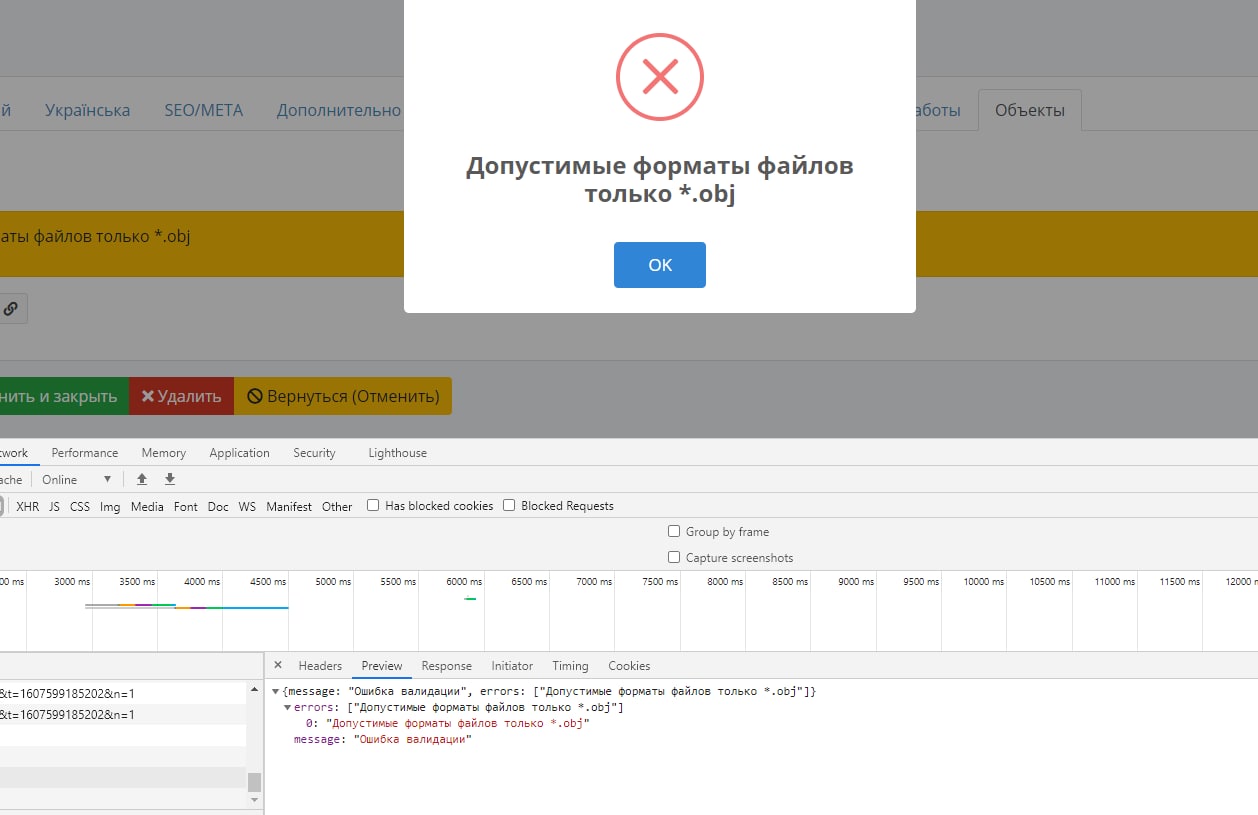 й Українська SEO/META Дополнительно аботы Объекты
Допустимые форматы файлов
только *.obj
аты файлов только *.obj
OK
нить и закрыть Удалить Вернуться (Отменить)
twork Performance Memory Application Security Lighthouse
ache Online
XHR JS CSS Img Media Font Doc WS Manifest Other Has blocked cookies Blocked Requests
Group by frame
Capture screenshots
00 ms 3000 ms 3500 ms 4000 ms 4500 ms 5000 ms 5500 ms 6000 ms 6500 ms 7000 ms 7500 ms 8000 ms 8500 ms 9000 ms 9500 ms 10000 ms 10500 ms 11000 ms 11500 ms 12000 m
Headers Preview Response Initiator Timing Cookies
&t=1607599185202&n=1
&t=1607599185202&n=1
{message: "Ошибка валидации", errors: ["Допустимые форматы файлов только *.obj"]}
errors: ["Допустимые форматы файлов только *.obj"]
0: "Допустимые форматы файлов только *.obj"
message: "Ошибка валидации"